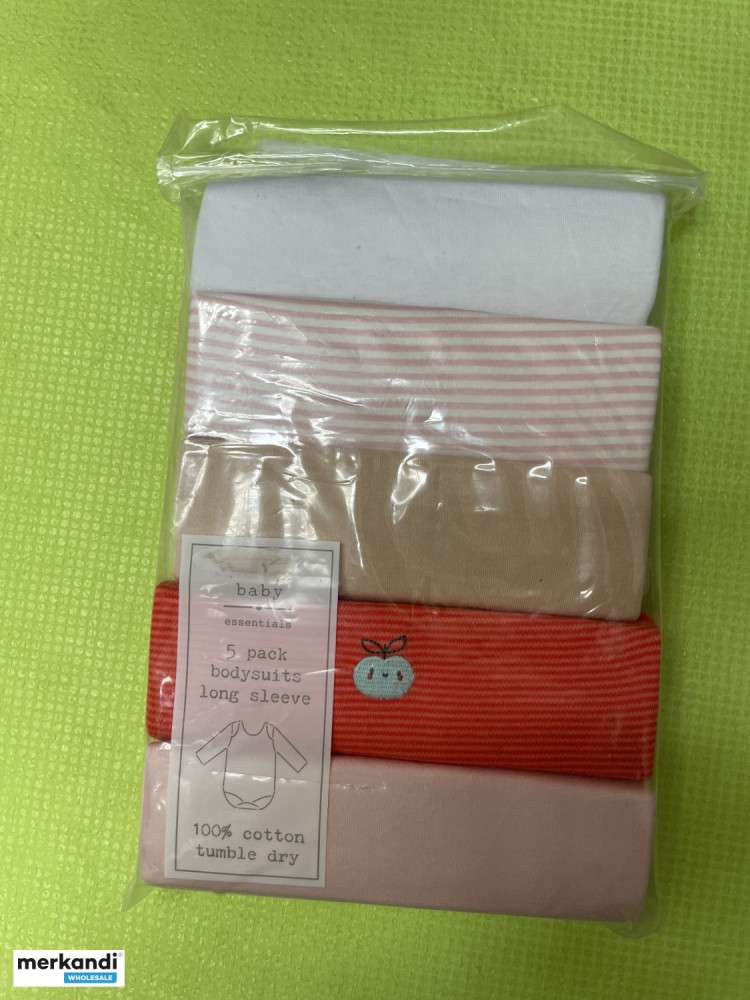 baby
essentials
5 pack
bodysuits
long sleeve
100% cotton
tumble dry
merkandi®
WHOLESALE